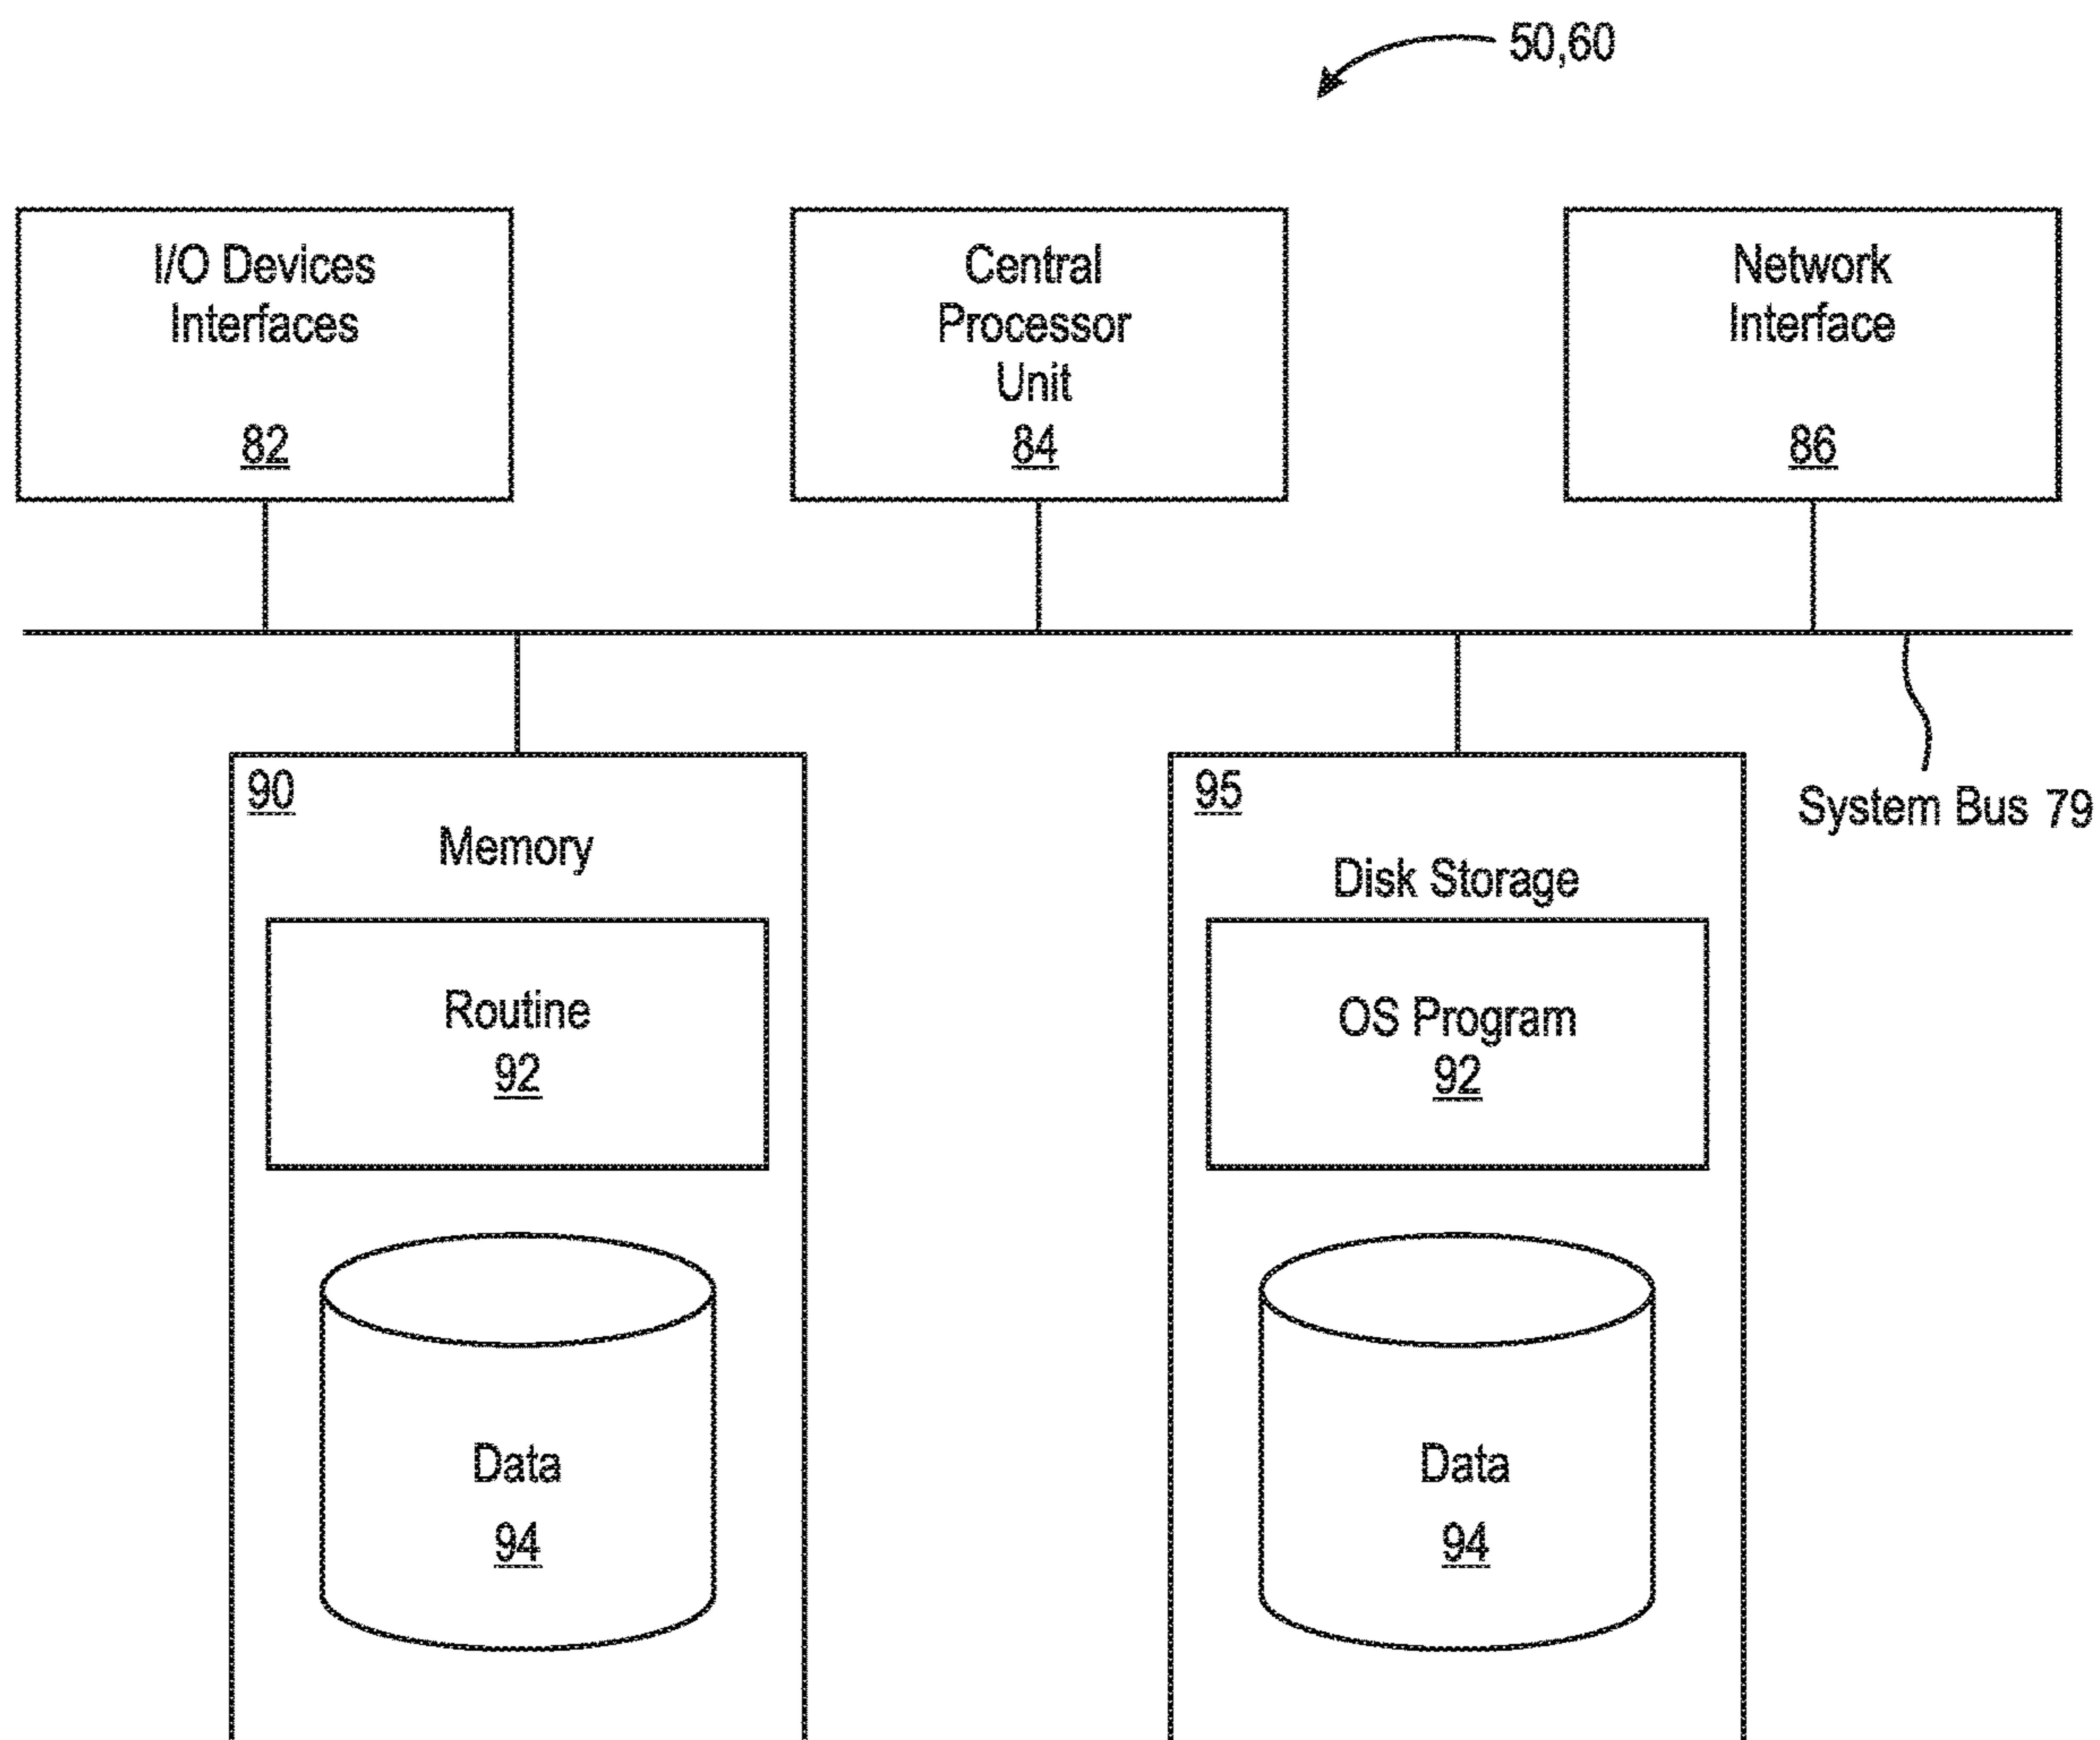 50,60
I/O Devices
Interfaces
82
Central
Processor
Unit
84
Network
Interface
86
System Bus 79
90
Memory
Routine
92
Data
94
95
Disk Storage
OS Program
92
Data
94